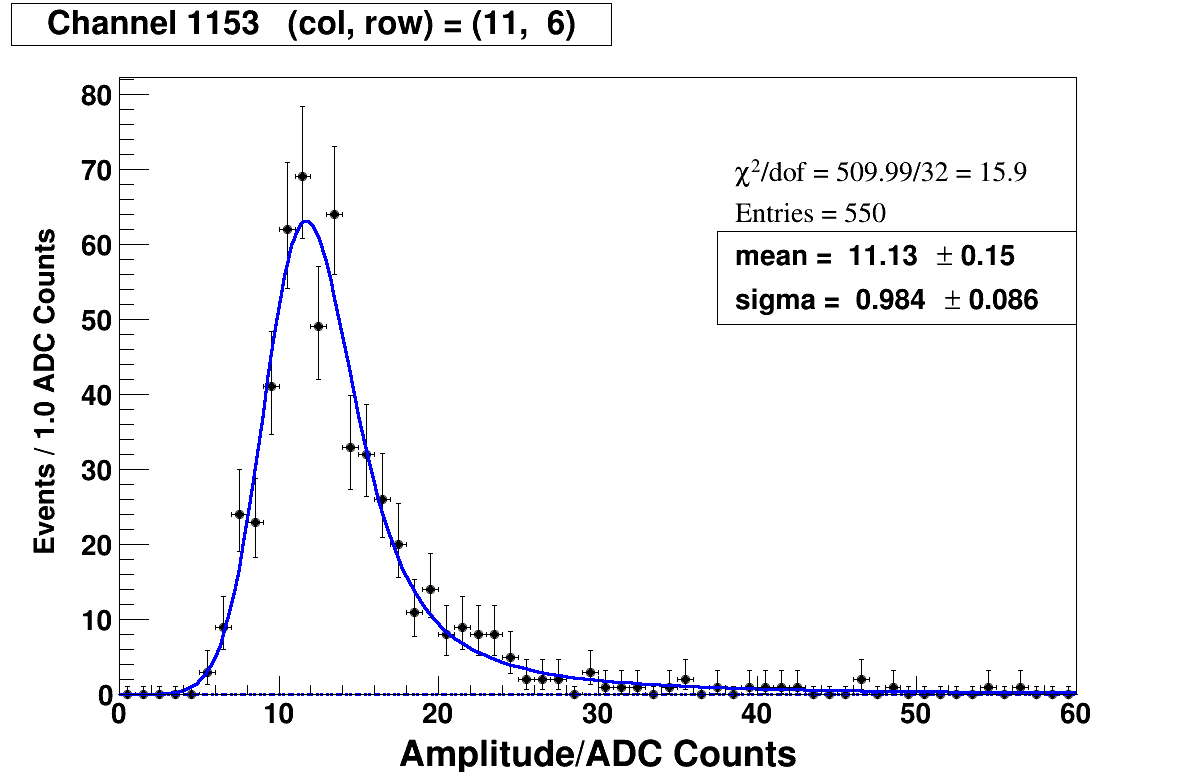 Channel 1153 (col, row) = (11, 6)
χ²/dof = 509.99/32 = 15.9
Entries = 550
mean = 11.13 ± 0.15
sigma = 0.984 ± 0.086
Events / 1.0 ADC Counts
80
70
60
50
40
30
20
10
0
0 10 20 30 40 50 60
Amplitude/ADC Counts